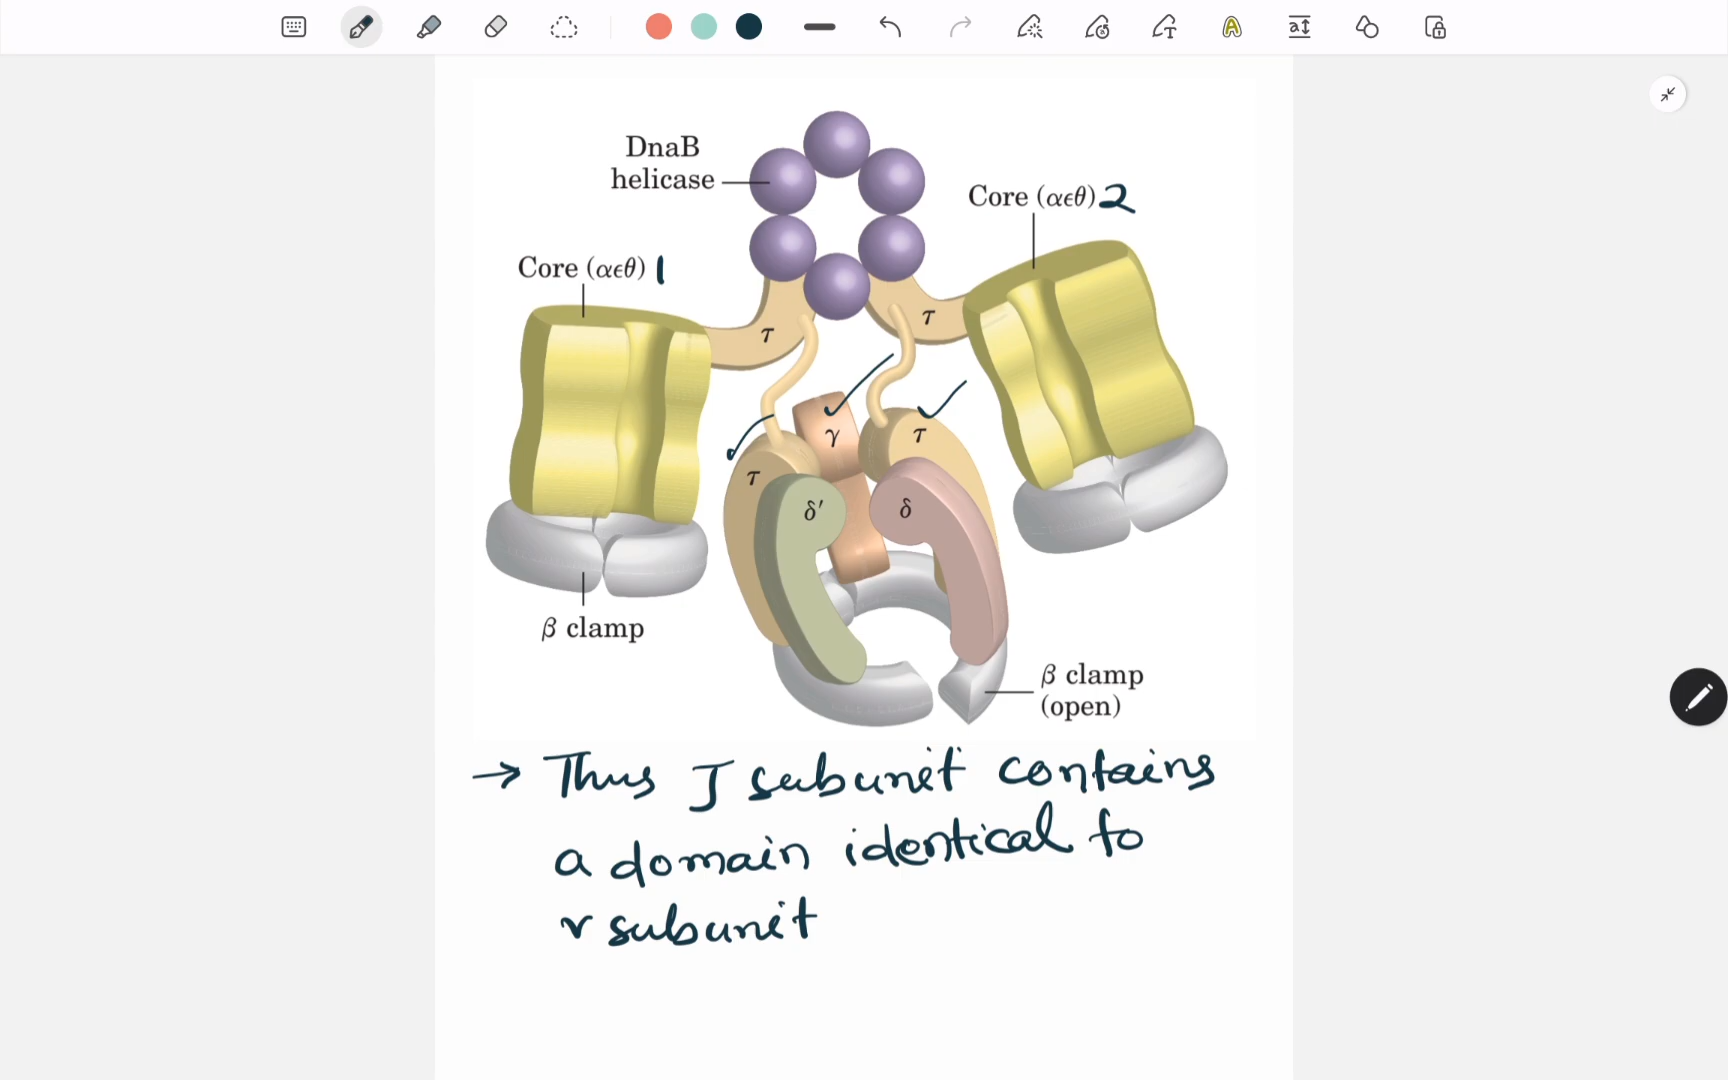 DnaB
helicase
Core (αϵθ) 2
Core (αϵθ) 1
τ
τ
γ
τ
τ
δ′
δ
β clamp
β clamp
(open)
→ Thus τ subunit contains
a domain identical to
γ subunit